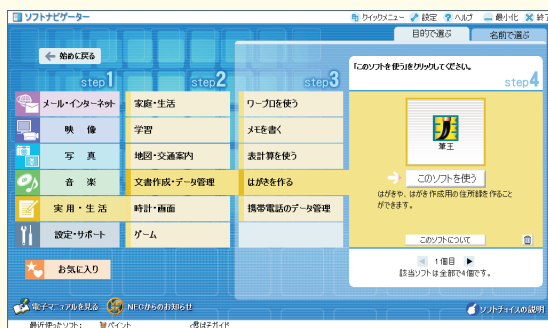 ソフトナビゲーター
クイックメニュー 設定 ヘルプ 最小化 終了
目的で選ぶ 名前で選ぶ
始めに戻る
「このソフトを使う」をクリックしてください。
step1 step2 step3 step4
メール・インターネット 家庭・生活 ワープロを使う
映 像 学習 メモを書く
写 真 地図・交通案内 表計算を使う
音 楽 文書作成・データ管理 はがきを作る
実用・生活 時計・画面 携帯電話のデータ管理
設定・サポート ゲーム
お気に入り
筆王
このソフトを使う
はがきや、はがき作成用の住所録を作ること
ができます。
このソフトについて
1個目
該当ソフトは全部で4個です。
電子マニュアルを見る NECからのお知らせ ソフトチョイスの説明
最近使ったソフト: ペイント